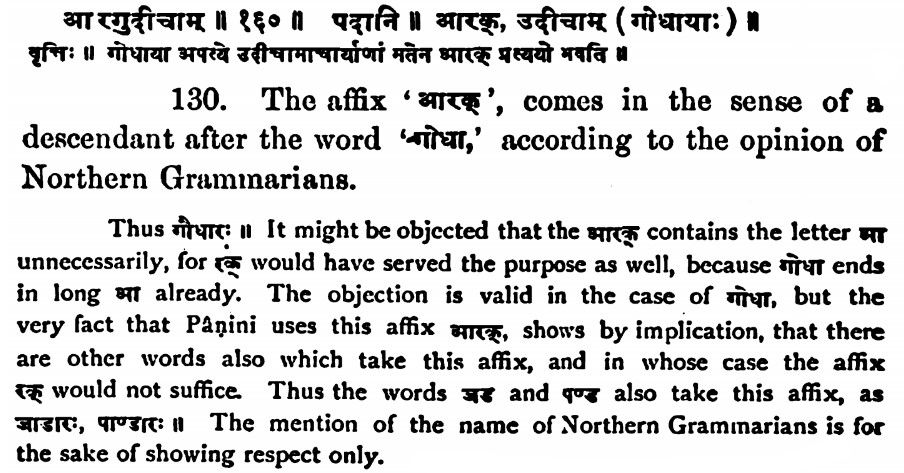 आरगुदीचाम् ॥ १६० ॥ पदानि ॥ आरक्, उदीचाम् ( गोधायाः ) ॥
वृत्तिः ॥ गोधाया अपत्ये उदीचामाचार्याणां मतेन आरक् प्रत्ययो भवति ॥
130. The affix ‘आरक्’, comes in the sense of a
descendant after the word ‘गोधा,’ according to the opinion of
Northern Grammarians.
Thus गौधारः ॥ It might be objected that the आरक् contains the letter आ
unnecessarily, for रक् would have served the purpose as well, because गोधा ends
in long आ already. The objection is valid in the case of गोधा, but the
very fact that Pâṇini uses this affix आरक्, shows by implication, that there
are other words also which take this affix, and in whose case the affix
रक् would not suffice. Thus the words जड and पण्ड also take this affix, as
जाडारः, पाण्डारः ॥ The mention of the name of Northern Grammarians is for
the sake of showing respect only.